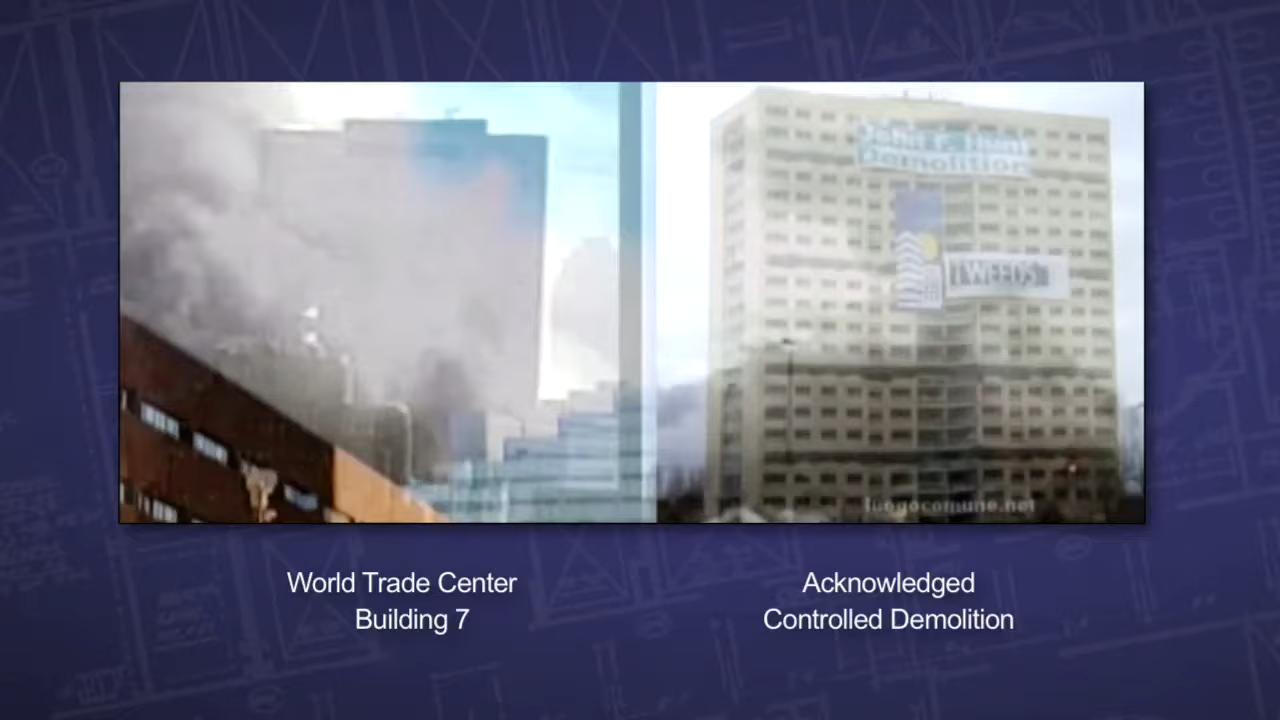 Demolition
TWEEDS
luogocomune.net
World Trade Center
Building 7
Acknowledged
Controlled Demolition